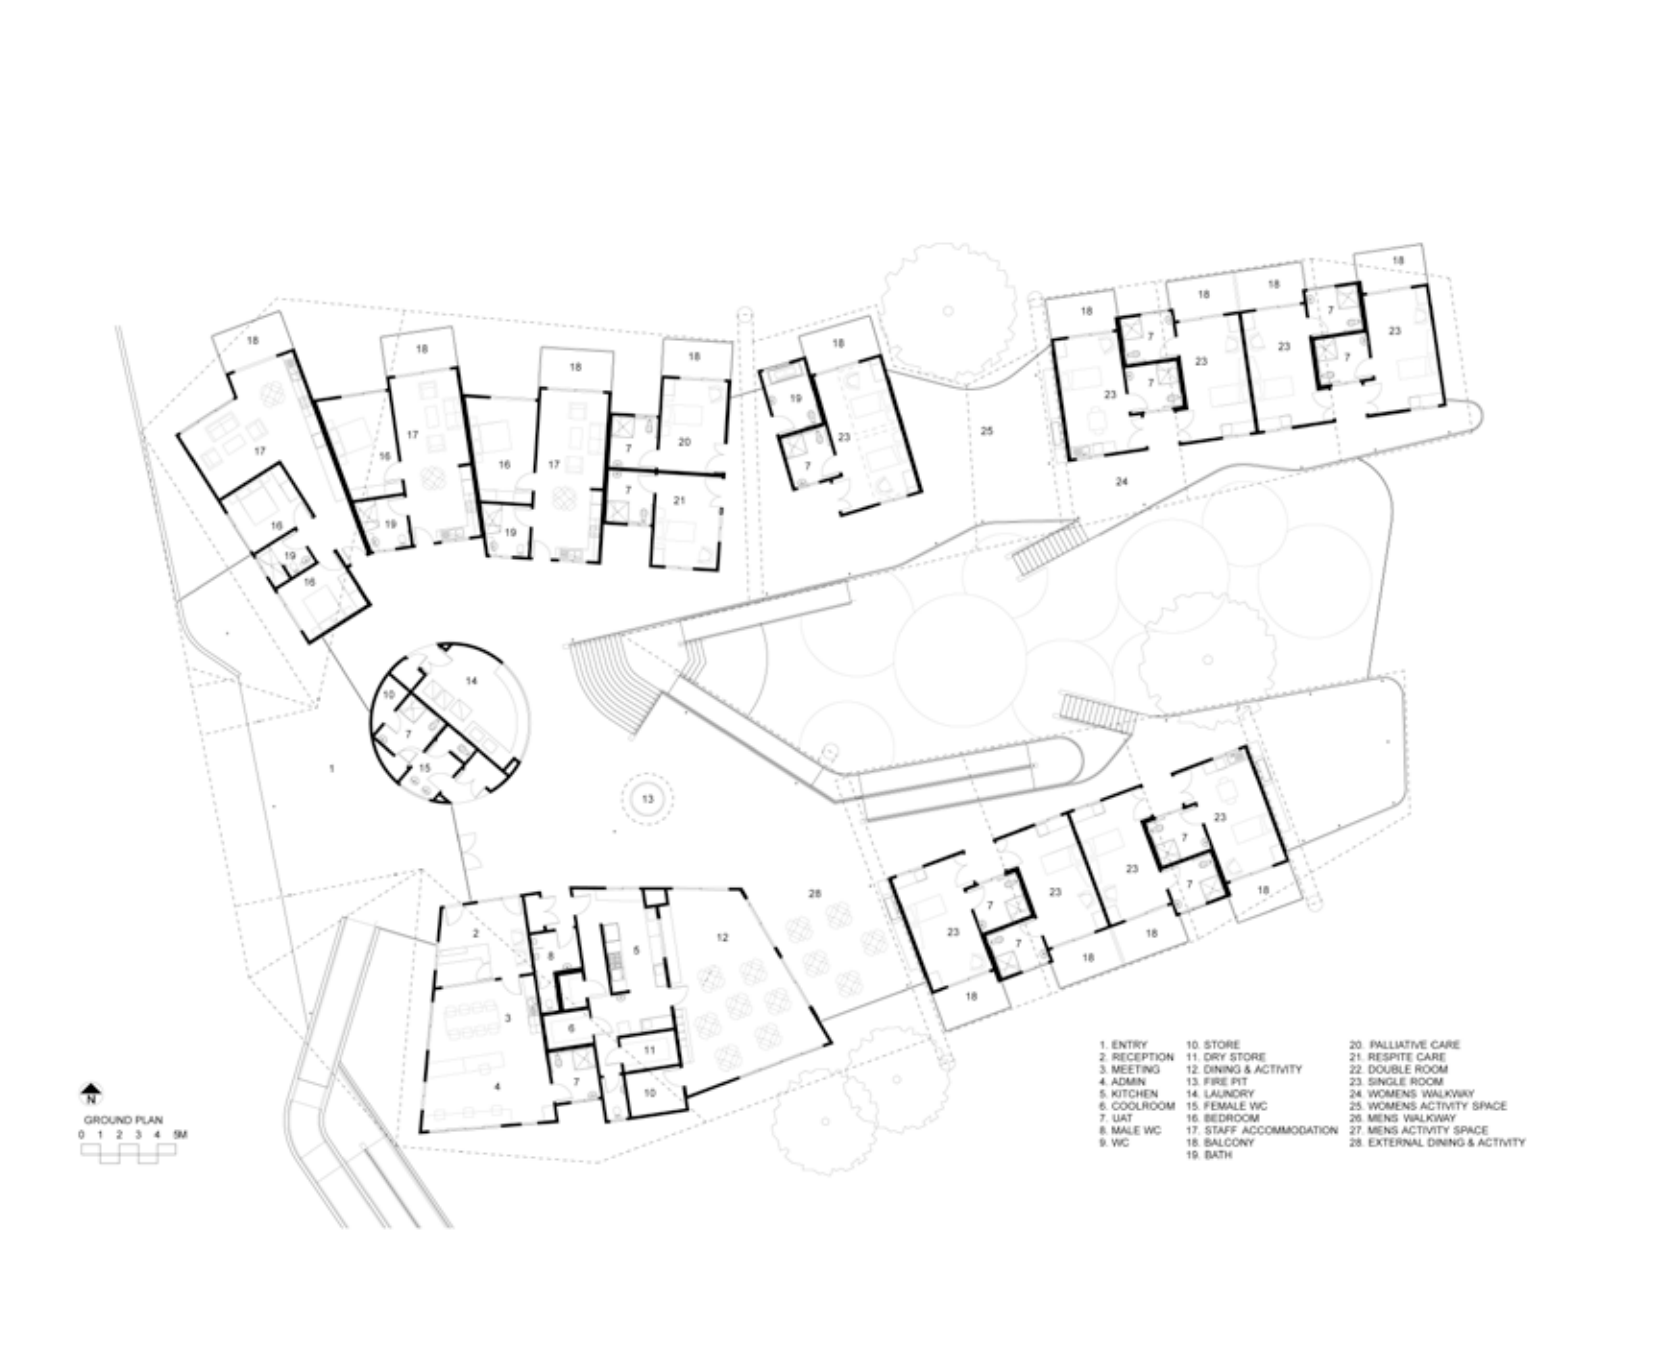 18
18
18
18
18
18
18
18
18
18
7
23
7
23
7
23
23
7
23
19
23
7
25
24
17
16
17
16
17
7
20
7
21
19
19
16
19
16
14
10
7
15
1
13
28
12
2
8
5
3
6
11
4
7
10
23
7
7
23
23
7
7
23
18
18
18
18
N
GROUND PLAN
0 1 2 3 4 5M
1. ENTRY
2. RECEPTION
3. MEETING
4. ADMIN
5. KITCHEN
6. COOLROOM
7. UAT
8. MALE WC
9. WC
10. STORE
11. DRY STORE
12. DINING & ACTIVITY
13. FIRE PIT
14. LAUNDRY
15. FEMALE WC
16. BEDROOM
17. STAFF ACCOMMODATION
18. BALCONY
19. BATH
20. PALLIATIVE CARE
21. RESPITE CARE
22. DOUBLE ROOM
23. SINGLE ROOM
24. WOMENS WALKWAY
25. WOMENS ACTIVITY SPACE
26. MENS WALKWAY
27. MENS ACTIVITY SPACE
28. EXTERNAL DINING & ACTIVITY